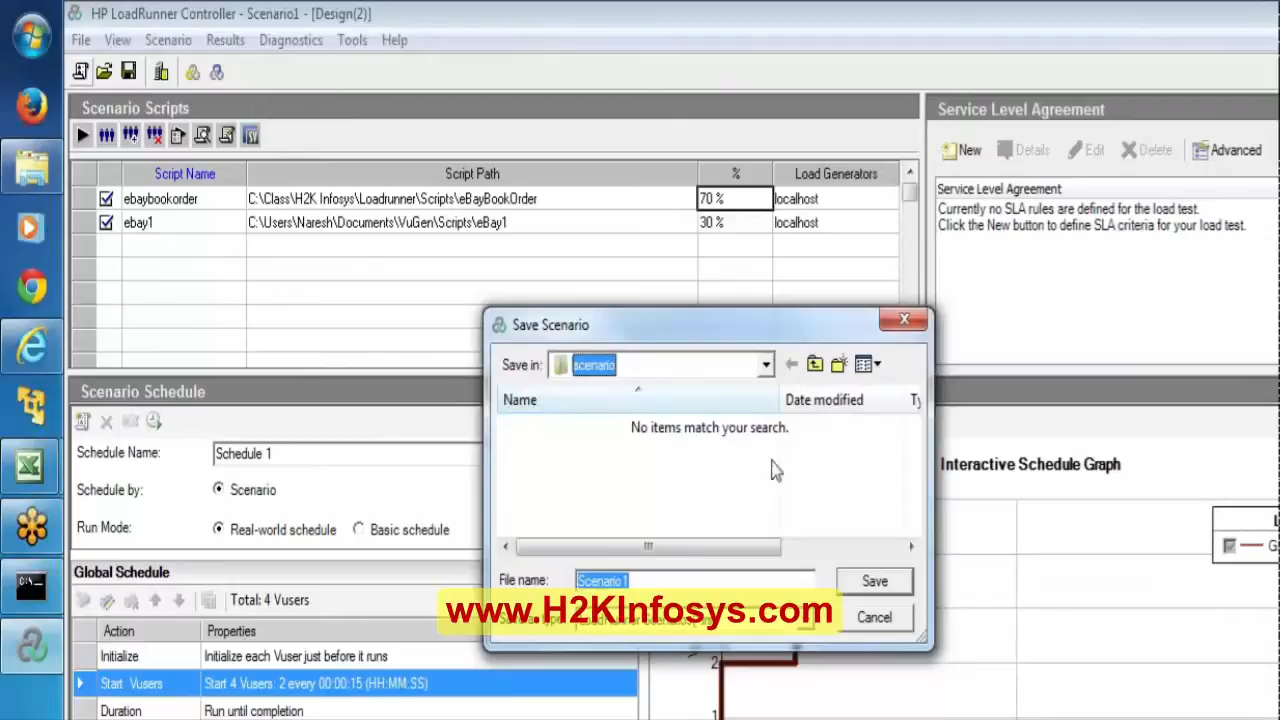 HP LoadRunner Controller - Scenario1 - [Design(2)]
File View Scenario Results Diagnostics Tools Help
Scenario Scripts
Script Name Script Path % Load Generators
ebaybookorder C:\Class\H2K Infosys\Loadrunner\Scripts\eBayBookOrder 70 % localhost
ebay1 C:\Users\Naresh\Documents\VuGen\Scripts\eBay1 30 % localhost
Service Level Agreement
New Details Edit Delete Advanced
Service Level Agreement
Currently no SLA rules are defined for the load test.
Click the New button to define SLA criteria for your load test.
Save Scenario
Save in: scenario
Name Date modified Ty
No items match your search.
File name: Scenario1 Save
Cancel
www.H2KInfosys.com
Scenario Schedule
Schedule Name: Schedule 1
Schedule by: Scenario
Run Mode: Real-world schedule Basic schedule
Global Schedule
Total: 4 Vusers
Action Properties
Initialize Initialize each Vuser just before it runs
Start Vusers Start 4 Vusers: 2 every 00:00:15 (HH:MM:SS)
Duration Run until completion
Interactive Schedule Graph
2
1